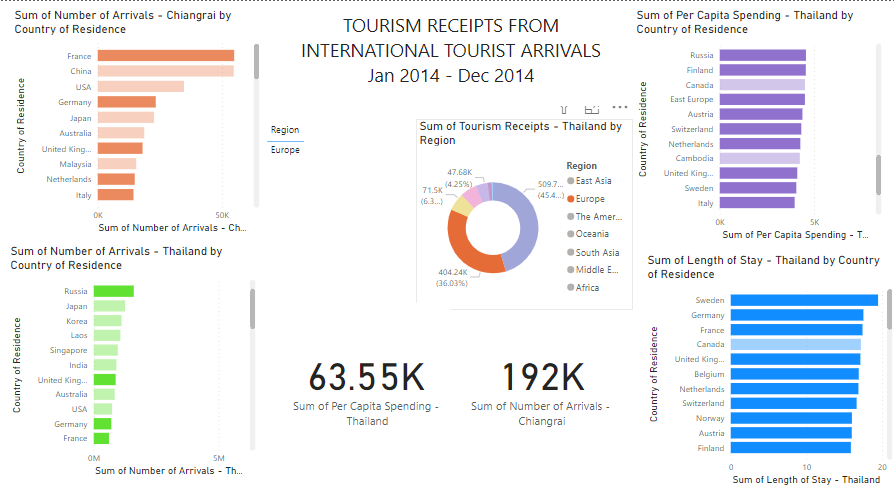 Sum of Number of Arrivals - Chiangrai by
Country of Residence
Country of Residence
France
China
USA
Germany
Japan
Australia
United King...
Malaysia
Netherlands
Italy
0K
50K
Sum of Number of Arrivals - Ch...
Sum of Number of Arrivals - Thailand by
Country of Residence
Country of Residence
Russia
Japan
Korea
Laos
Singapore
India
United King...
Australia
USA
Germany
France
0M
5M
Sum of Number of Arrivals - Th...
TOURISM RECEIPTS FROM
INTERNATIONAL TOURIST ARRIVALS
Jan 2014 - Dec 2014
Region
Europe
Sum of Tourism Receipts - Thailand by
Region
47.68K
(4.25%)
71.5K
(6.3...)
509.7...
(45.4...)
404.24K
(36.03%)
Region
East Asia
Europe
The Amer...
Oceania
South Asia
Middle E...
Africa
63.55K
Sum of Per Capita Spending -
Thailand
192K
Sum of Number of Arrivals -
Chiangrai
Sum of Per Capita Spending - Thailand by
Country of Residence
Country of Residence
Russia
Finland
Canada
East Europe
Austria
Switzerland
Netherlands
Cambodia
United King...
Sweden
Italy
0K
5K
Sum of Per Capita Spending - T...
Sum of Length of Stay - Thailand by Country
of Residence
Country of Residence
Sweden
Germany
France
Canada
United King...
Belgium
Netherlands
Switzerland
Norway
Austria
Finland
0
10
20
Sum of Length of Stay - Thailand